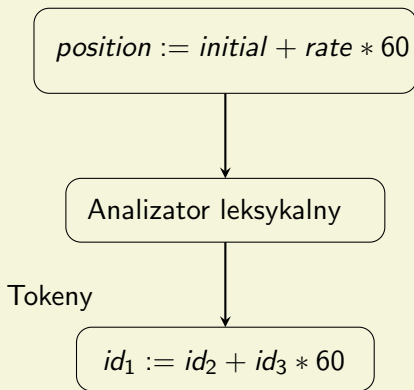 position := initial + rate ∗ 60
Analizator leksykalny
Tokeny
id₁ := id₂ + id₃ ∗ 60